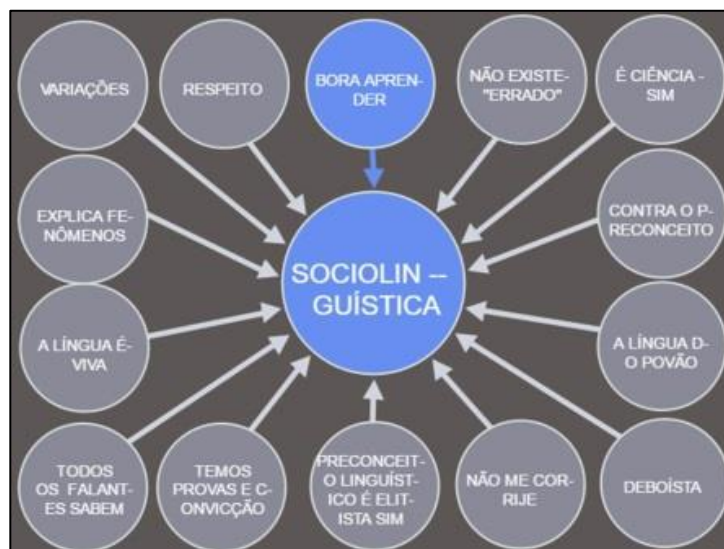 VARIAÇÕES
RESPEITO
BORA APREN-
DER
NÃO EXISTE-
"ERRADO"
É CIÊNCIA -
SIM
EXPLICA FE-
NÔMENOS
SOCIOLIN --
GUÍSTICA
CONTRA O P-
RECONCEITO
A LÍNGUA É-
VIVA
A LÍNGUA D-
O POVÃO
TODOS
OS FALANT-
ES SABEM
TEMOS
PROVAS E C-
ONVICÇÃO
PRECONCEIT-
O LINGUÍST-
ICO É ELIT-
ISTA SIM
NÃO ME COR-
RIJE
DEBOÍSTA